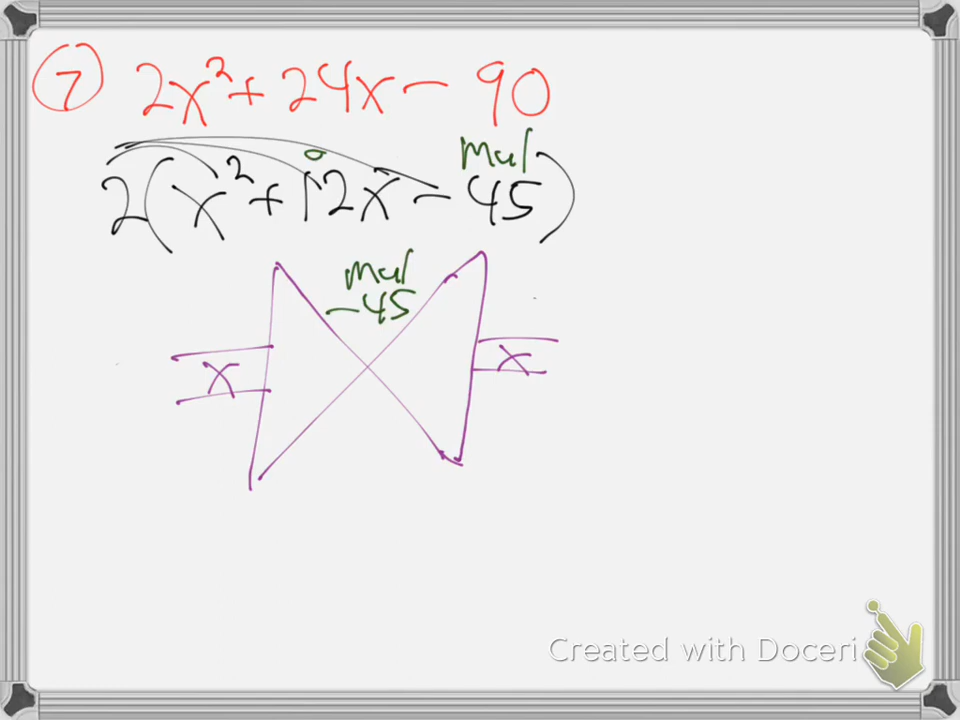 7 2x² + 24x - 90
mul
2(x² + 12x - 45)
mul
-45
x x
Created with Doceri